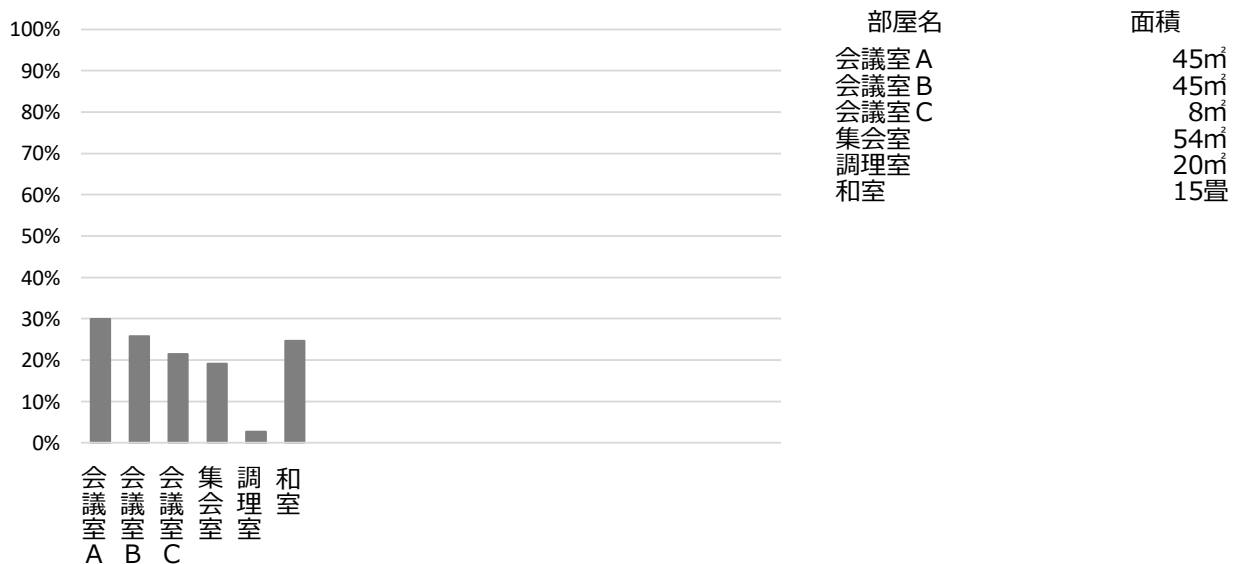 100%
90%
80%
70%
60%
50%
40%
30%
20%
10%
0%
会議室A
会議室B
会議室C
集会室
調理室
和室
部屋名 面積
会議室A 45㎡
会議室B 45㎡
会議室C 8㎡
集会室 54㎡
調理室 20㎡
和室 15畳